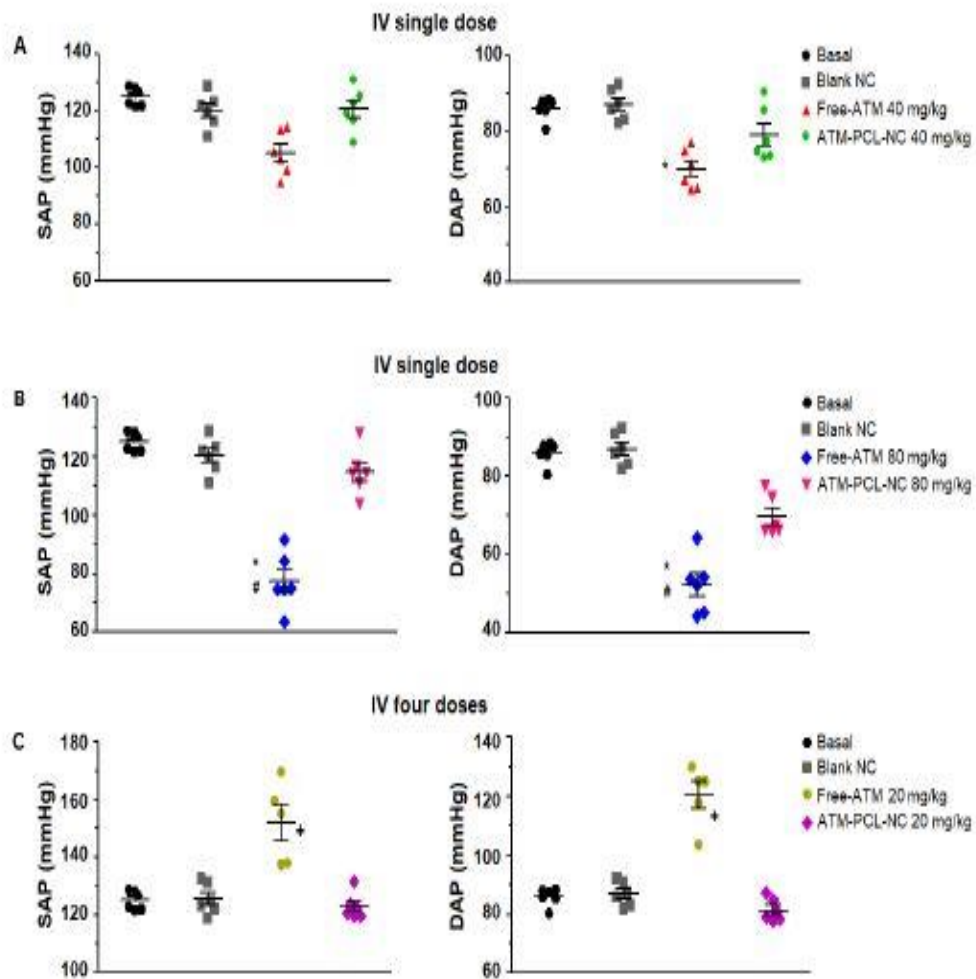 IV single dose
A
SAP (mmHg)
140
120
100
80
60
DAP (mmHg)
100
80
60
40
Basal
Blank NC
Free-ATM 40 mg/kg
ATM-PCL-NC 40 mg/kg
*
IV single dose
B
SAP (mmHg)
140
120
100
80
60
*
#
DAP (mmHg)
100
80
60
40
*
Basal
Blank NC
Free-ATM 80 mg/kg
ATM-PCL-NC 80 mg/kg
IV four doses
C
SAP (mmHg)
180
160
140
120
100
DAP (mmHg)
140
120
100
80
60
Basal
Blank NC
Free-ATM 20 mg/kg
ATM-PCL-NC 20 mg/kg